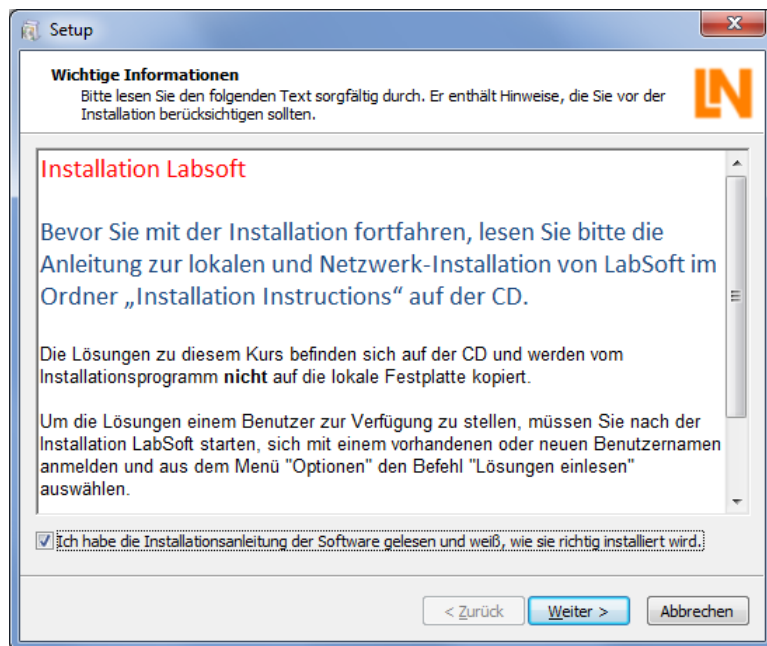 Setup
Wichtige Informationen
Bitte lesen Sie den folgenden Text sorgfältig durch. Er enthält Hinweise, die Sie vor der
Installation berücksichtigen sollten.
LN
Installation Labsoft
Bevor Sie mit der Installation fortfahren, lesen Sie bitte die
Anleitung zur lokalen und Netzwerk-Installation von LabSoft im
Ordner „Installation Instructions“ auf der CD.
Die Lösungen zu diesem Kurs befinden sich auf der CD und werden vom
Installationsprogramm nicht auf die lokale Festplatte kopiert.
Um die Lösungen einem Benutzer zur Verfügung zu stellen, müssen Sie nach der
Installation LabSoft starten, sich mit einem vorhandenen oder neuen Benutzernamen
anmelden und aus dem Menü "Optionen" den Befehl "Lösungen einlesen"
auswählen.
Ich habe die Installationsanleitung der Software gelesen und weiß, wie sie richtig installiert wird.
< Zurück
Weiter >
Abbrechen